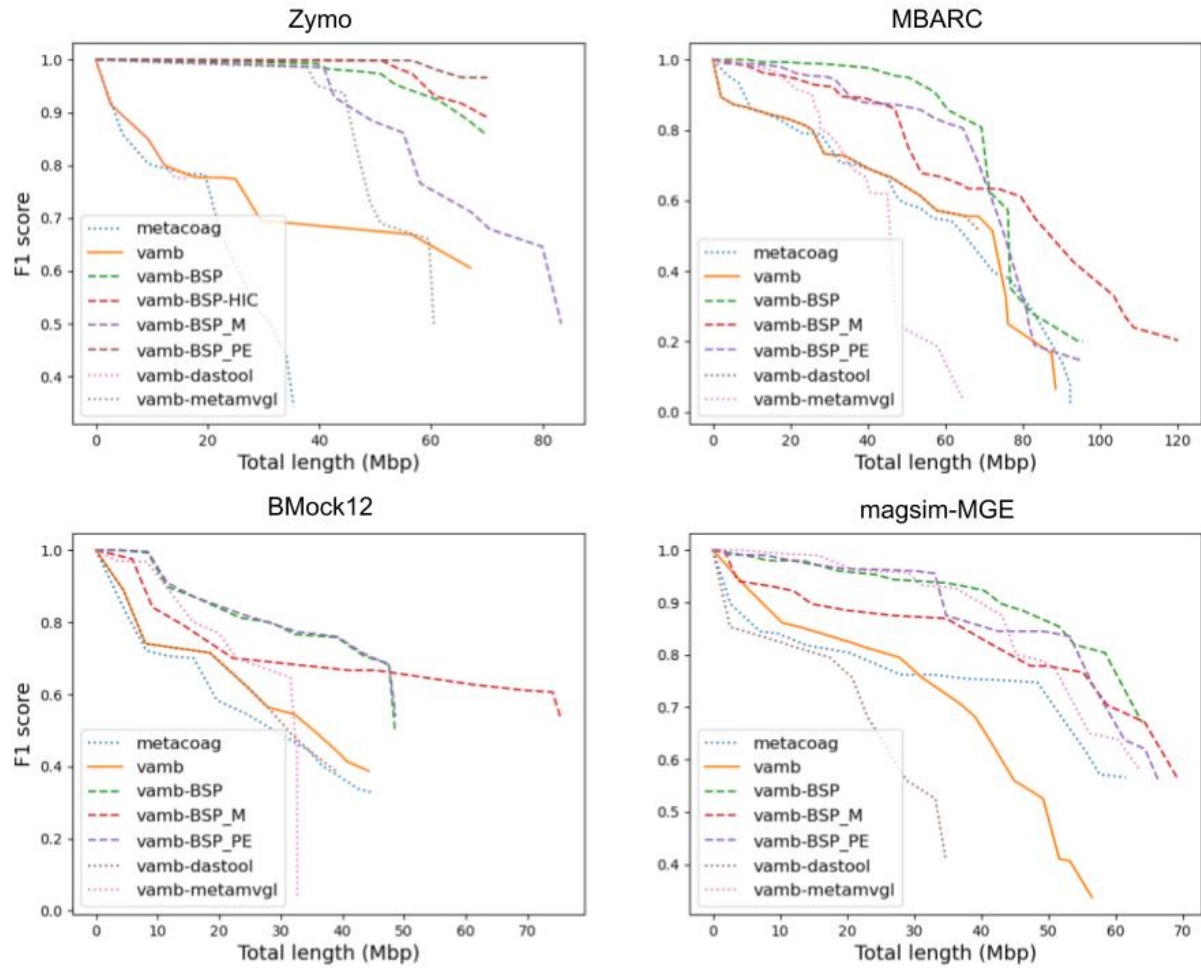 Zymo
1.0
0.9
0.8
0.7
0.6
0.5
0.4
F1 score
metacoag
vamb
vamb-BSP
vamb-BSP-HIC
vamb-BSP_M
vamb-BSP_PE
vamb-dastool
vamb-metamvgl
0 20 40 60 80
Total length (Mbp)
MBARC
1.0
0.8
0.6
0.4
0.2
0.0
metacoag
vamb
vamb-BSP
vamb-BSP_M
vamb-BSP_PE
vamb-dastool
vamb-metamvgl
0 20 40 60 80 100 120
Total length (Mbp)
BMock12
1.0
0.8
0.6
0.4
0.2
0.0
F1 score
metacoag
vamb
vamb-BSP
vamb-BSP_M
vamb-BSP_PE
vamb-dastool
vamb-metamvgl
0 10 20 30 40 50 60 70
Total length (Mbp)
magsim-MGE
1.0
0.9
0.8
0.7
0.6
0.5
0.4
metacoag
vamb
vamb-BSP
vamb-BSP_M
vamb-BSP_PE
vamb-dastool
vamb-metamvgl
0 10 20 30 40 50 60 70
Total length (Mbp)